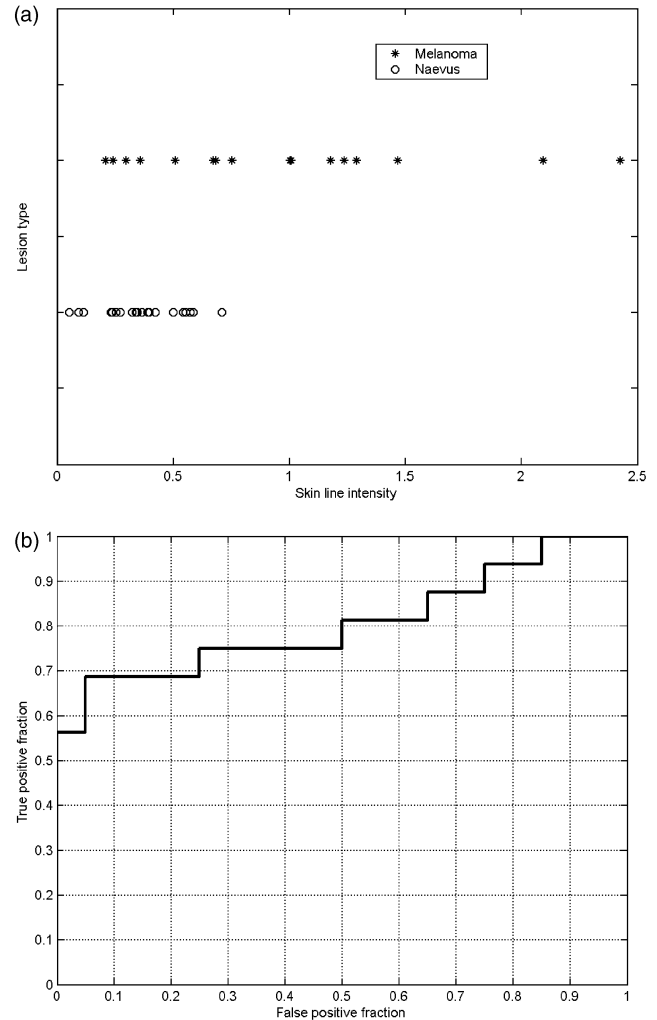 (a)
Melanoma
Naevus
Lesion type
0 0.5 1 1.5 2 2.5
Skin line intensity
(b)
1
0.9
0.8
0.7
0.6
0.5
0.4
0.3
0.2
0.1
0
True positive fraction
0 0.1 0.2 0.3 0.4 0.5 0.6 0.7 0.8 0.9 1
False positive fraction